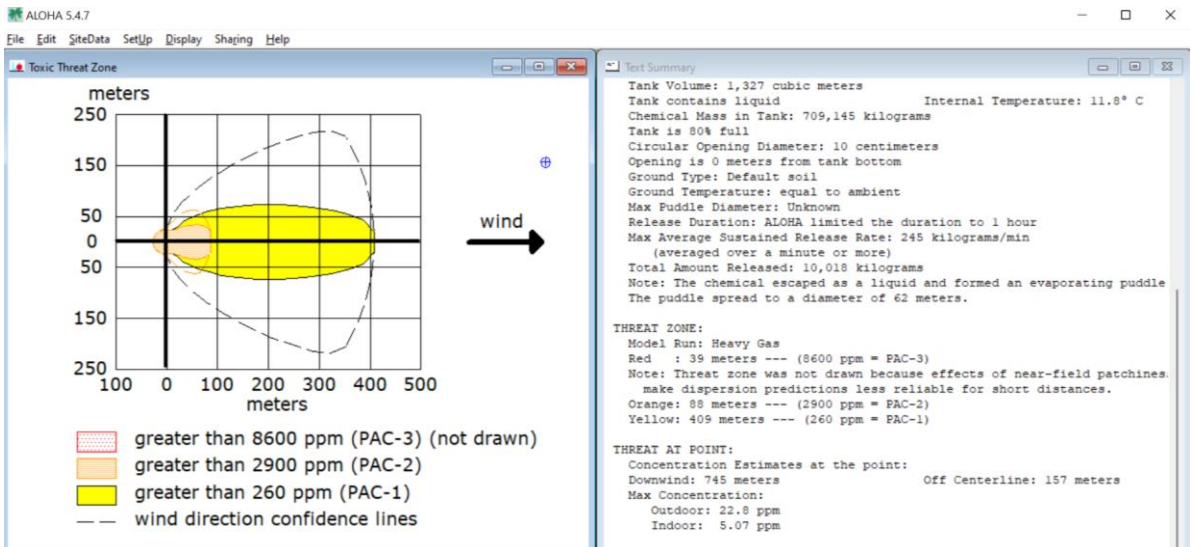 ALOHA 5.4.7
File Edit SiteData SetUp Display Sharing Help
Toxic Threat Zone
meters
250
150
50
0
50
150
250
100 0 100 200 300 400 500
meters
wind
greater than 8600 ppm (PAC-3) (not drawn)
greater than 2900 ppm (PAC-2)
greater than 260 ppm (PAC-1)
wind direction confidence lines
Text Summary
Tank Volume: 1,327 cubic meters
Tank contains liquid Internal Temperature: 11.8° C
Chemical Mass in Tank: 709,145 kilograms
Tank is 80% full
Circular Opening Diameter: 10 centimeters
Opening is 0 meters from tank bottom
Ground Type: Default soil
Ground Temperature: equal to ambient
Max Puddle Diameter: Unknown
Release Duration: ALOHA limited the duration to 1 hour
Max Average Sustained Release Rate: 245 kilograms/min
(averaged over a minute or more)
Total Amount Released: 10,018 kilograms
Note: The chemical escaped as a liquid and formed an evaporating puddle
The puddle spread to a diameter of 62 meters.
THREAT ZONE:
Model Run: Heavy Gas
Red : 39 meters --- (8600 ppm = PAC-3)
Note: Threat zone was not drawn because effects of near-field patchines
make dispersion predictions less reliable for short distances.
Orange: 88 meters --- (2900 ppm = PAC-2)
Yellow: 409 meters --- (260 ppm = PAC-1)
THREAT AT POINT:
Concentration Estimates at the point:
Downwind: 745 meters Off Centerline: 157 meters
Max Concentration:
Outdoor: 22.8 ppm
Indoor: 5.07 ppm